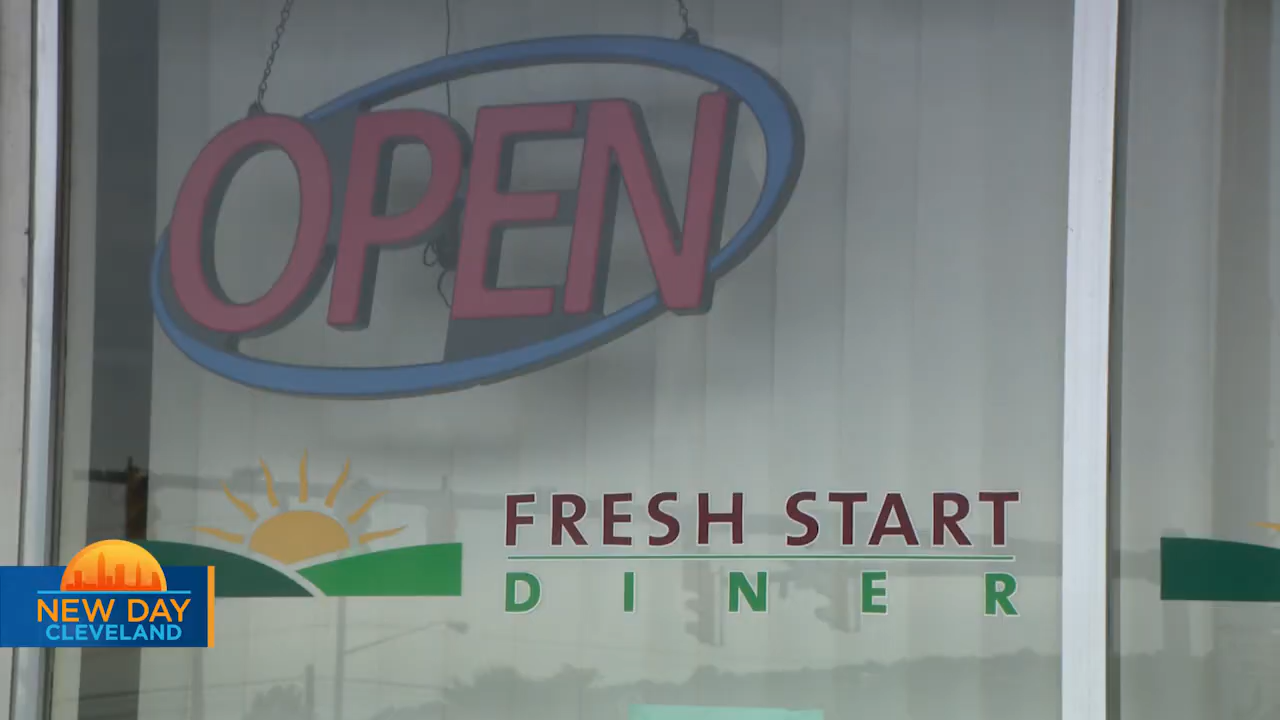 OPEN
FRESH START
DINER
NEW DAY
CLEVELAND